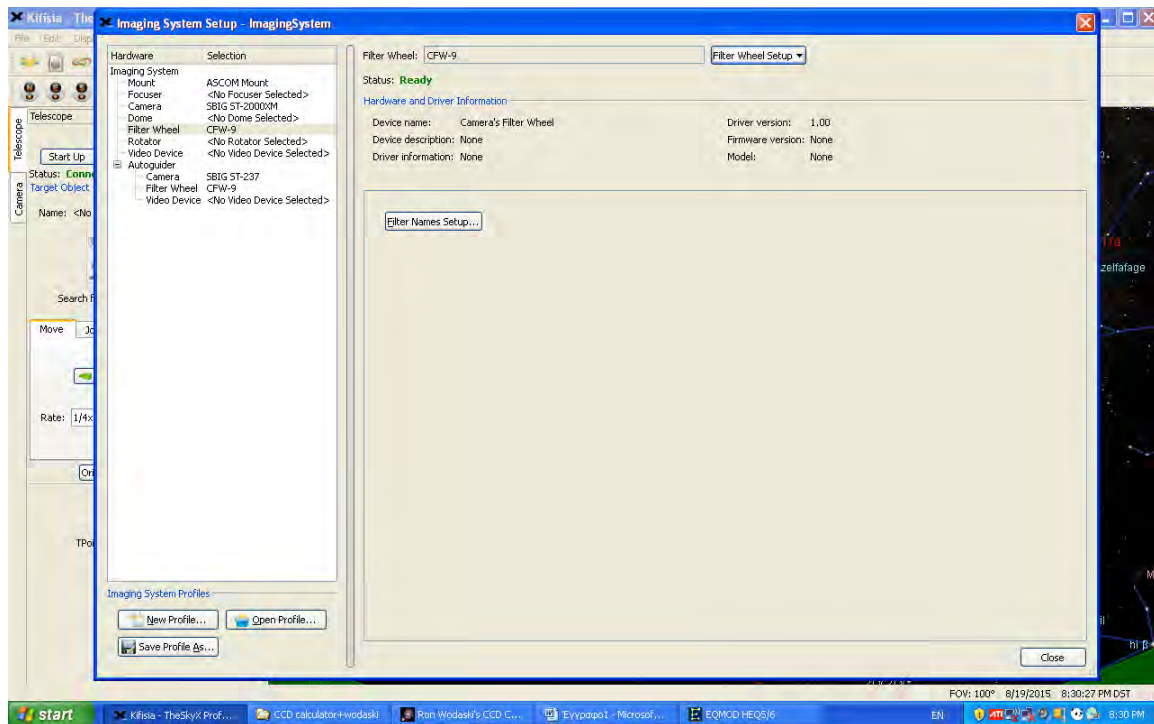 Kifisia
Imaging System Setup - ImagingSystem
File Edit
Hardware Selection
Imaging System
Mount ASCOM Mount
Focuser <No Focuser Selected>
Camera SBIG ST-2000XM
Dome <No Dome Selected>
Filter Wheel CFW-9
Rotator <No Rotator Selected>
Video Device <No Video Device Selected>
Autoguider
Camera SBIG ST-237
Filter Wheel CFW-9
Video Device <No Video Device Selected>
Imaging System Profiles
New Profile...
Open Profile...
Save Profile As...
Filter Wheel: CFW-9
Filter Wheel Setup
Status: Ready
Hardware and Driver Information
Device name: Camera's Filter Wheel
Driver version: 1.00
Device description: None
Firmware version: None
Driver information: None
Model: None
Filter Names Setup...
Close
Telescope
Telescope
Camera
Start Up
Status:
Target Object
Name: <No
Search
Move
Rate: 1/4x
zelfafage
FOV: 100° 8/19/2015 8:30:27 PM DST
start
Kifisia - TheSkyX Prof...
CCD calculator+wodaski
Ron Wodaski's CCD C...
Έγγραφο1 - Microsof...
EQMOD HEQ5/6
EN
8:30 PM